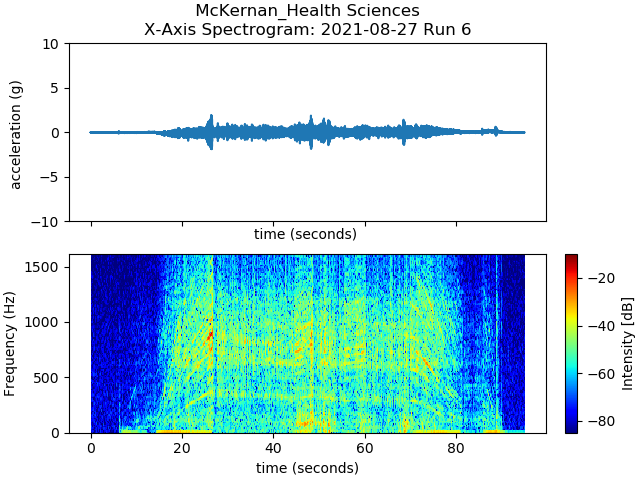 McKernan_Health Sciences
X-Axis Spectrogram: 2021-08-27 Run 6
10
5
0
−5
−10
acceleration (g)
time (seconds)
1500
1000
500
0
Frequency (Hz)
0 20 40 60 80
time (seconds)
−20
−40
−60
−80
Intensity [dB]